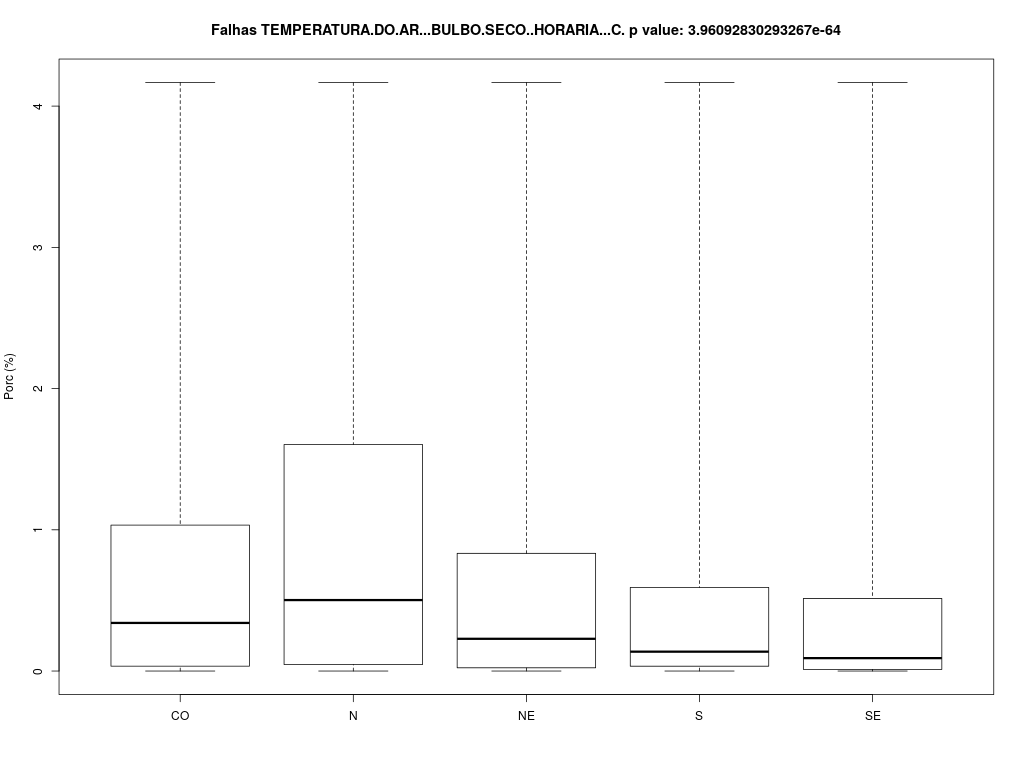 Falhas TEMPERATURA.DO.AR...BULBO.SECO..HORARIA...C. p value: 3.96092830293267e-64
Porc (%)
4
3
2
1
0
CO N NE S SE